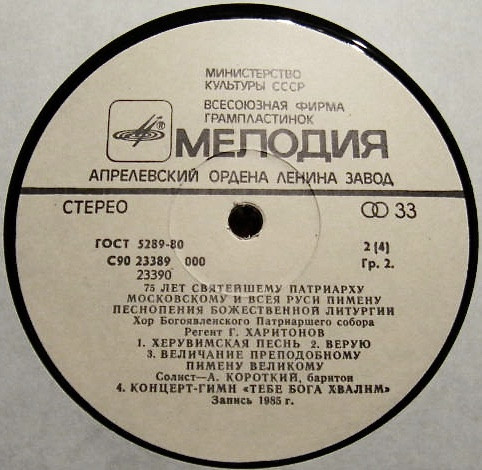 МИНИСТЕРСТВО
КУЛЬТУРЫ СССР
ВСЕСОЮЗНАЯ ФИРМА
ГРАМПЛАСТИНОК
МЕЛОДИЯ
АПРЕЛЕВСКИЙ ОРДЕНА ЛЕНИНА ЗАВОД
СТЕРЕО 33
ГОСТ 5289-80 2 (4)
С90 23389 000 Гр. 2.
23390
75 ЛЕТ СВЯТЕЙШЕМУ ПАТРИАРХУ
МОСКОВСКОМУ И ВСЕЯ РУСИ ПИМЕНУ
ПЕСНОПЕНИЯ БОЖЕСТВЕННОЙ ЛИТУРГИИ
Хор Богоявленского Патриаршего собора
Регент Г. ХАРИТОНОВ
1. ХЕРУВИМСКАЯ ПЕСНЬ 2. ВЕРУЮ
3. ВЕЛИЧАНИЕ ПРЕПОДОБНОМУ
ПИМЕНУ ВЕЛИКОМУ
Солист—А. КОРОТКИЙ, баритон
4. КОНЦЕРТ-ГИМН «ТЕБЕ БОГА ХВАЛИМ»
Запись 1985 г.